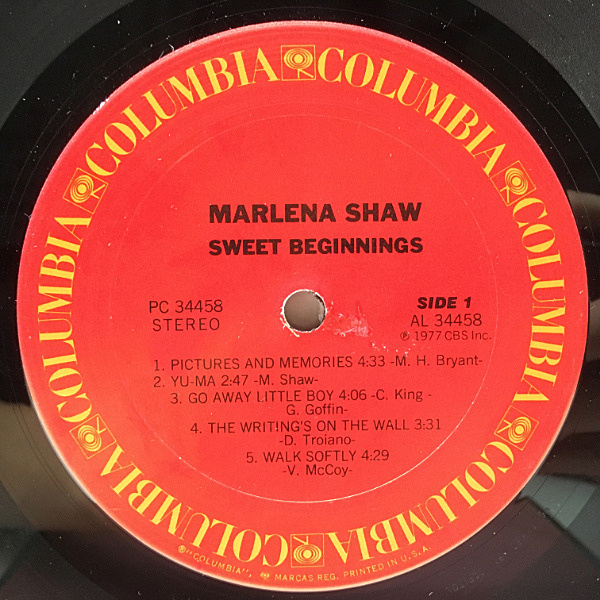 COLUMBIA COLUMBIA COLUMBIA COLUMBIA COLUMBIA COLUMBIA COLUMBIA COLUMBIA
MARLENA SHAW
SWEET BEGINNINGS
PC 34458
STEREO
SIDE 1
AL 34458
℗ 1977 CBS Inc.
1. PICTURES AND MEMORIES 4:33 -M. H. Bryant-
2. YU-MA 2:47 -M. Shaw-
3. GO AWAY LITTLE BOY 4:06 -C. King -
G. Goffin-
4. THE WRITING'S ON THE WALL 3:31
-D. Troiano-
5. WALK SOFTLY 4:29
-V. McCoy-
®"COLUMBIA", MARCAS REG. PRINTED IN U.S.A.